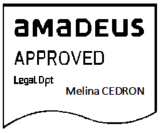 aMaDEUS
APPROVED
Legal Dpt
Melina CEDRON